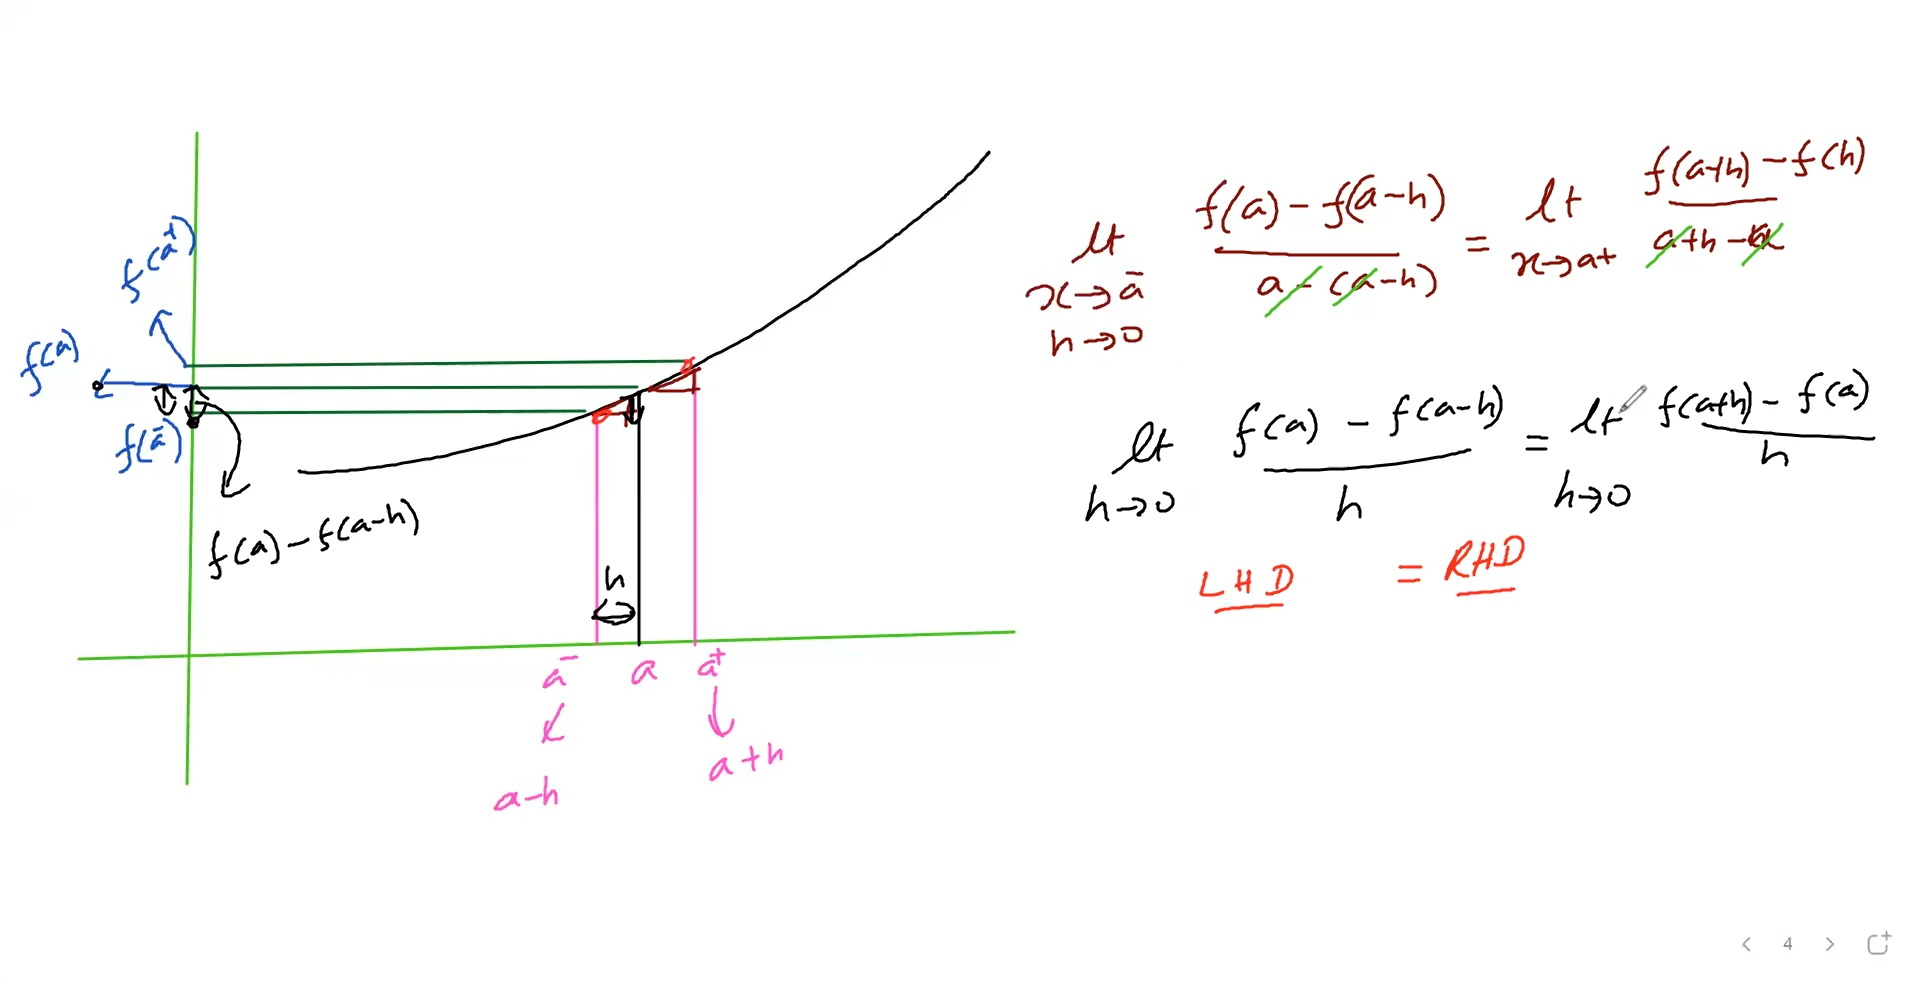 f(a⁺)
f(a)
f(a⁻)
f(a) - f(a-h)
h
a⁻ a a⁺
a-h
a+h
lt x→a⁻ h→0 f(a) - f(a-h) / a - (a-h) = lt x→a+ f(a+h) - f(h) / a+h - a
lt h→0 f(a) - f(a-h) / h = lt h→0 f(a+h) - f(a) / h
LHD = RHD
4